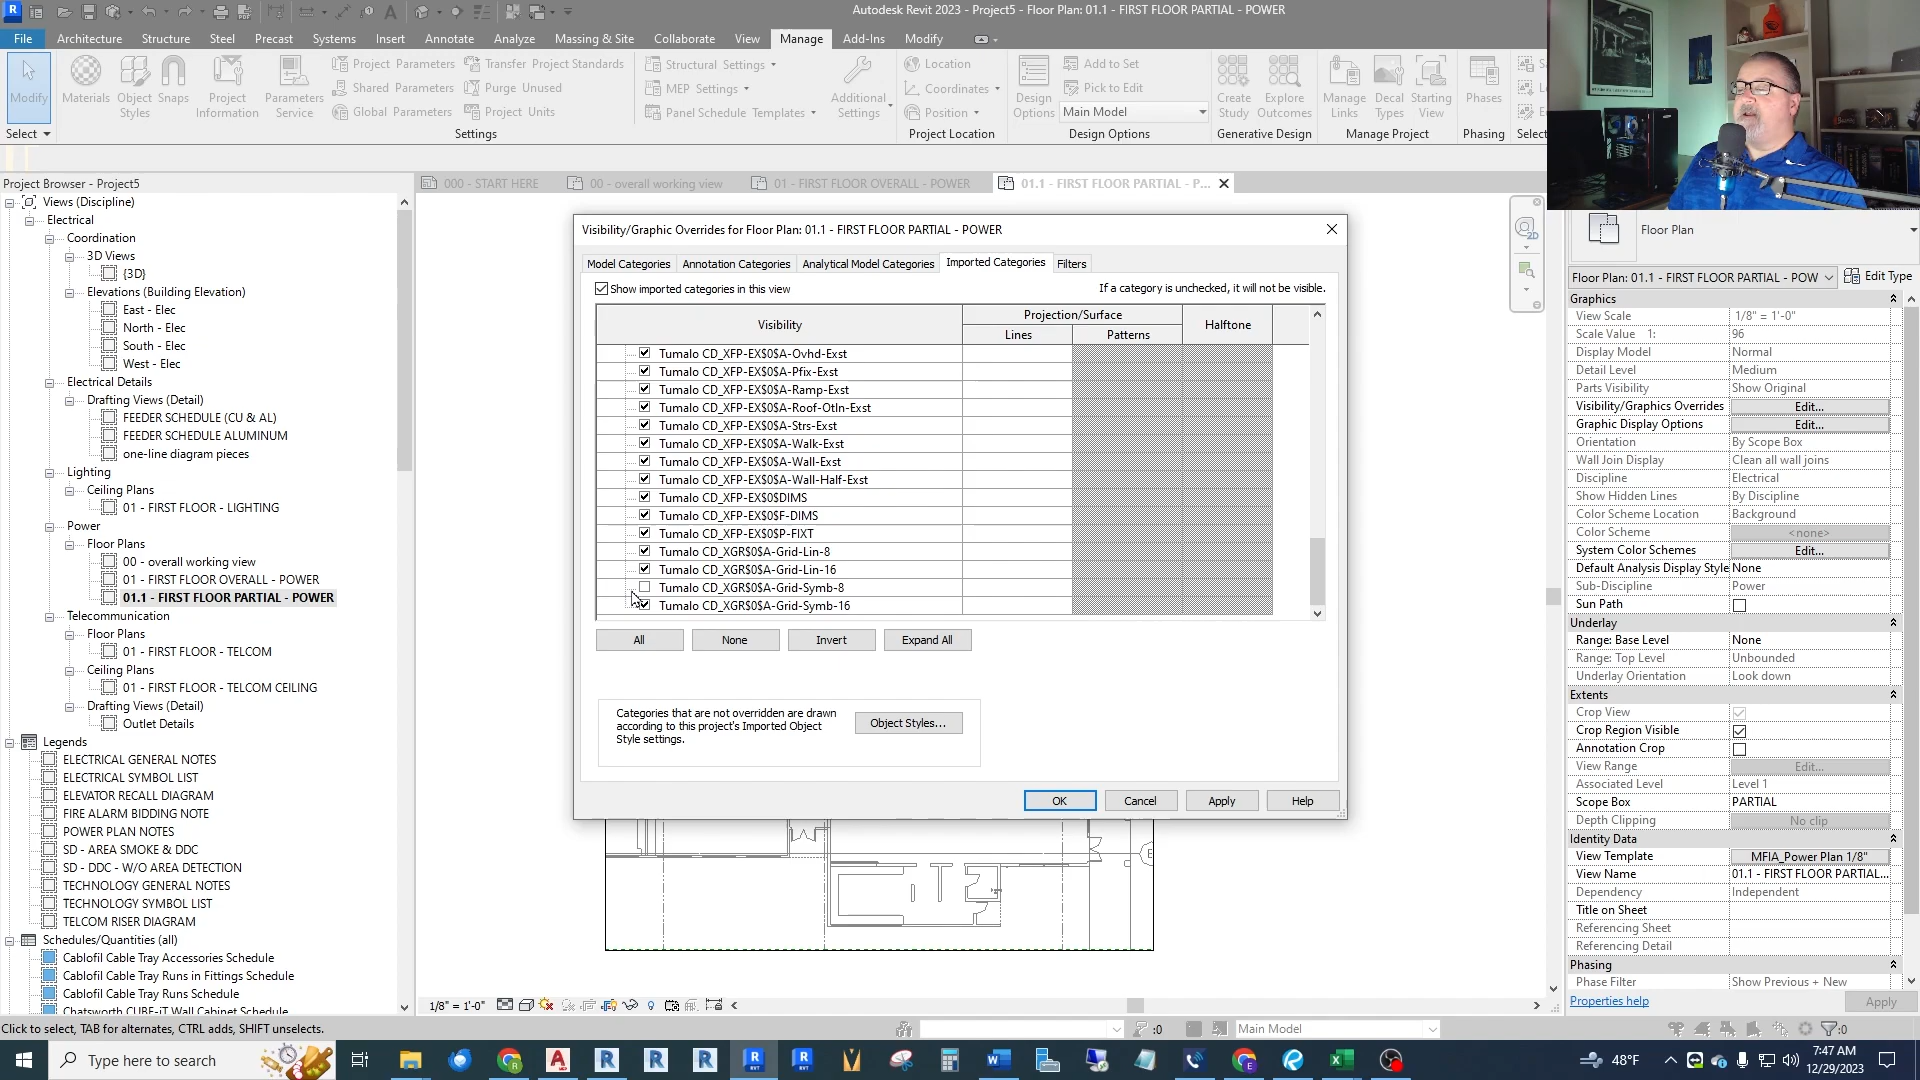 Autodesk Revit 2023 - Project5 - Floor Plan: 01.1 - FIRST FLOOR PARTIAL - POWER
File Architecture Structure Steel Precast Systems Insert Annotate Analyze Massing & Site Collaborate View Manage Add-Ins Modify
Modify
Materials
Object Styles
Snaps
Project Information
Parameters Service
Project Parameters
Shared Parameters
Global Parameters
Transfer Project Standards
Purge Unused
Project Units
Structural Settings
MEP Settings
Panel Schedule Templates
Additional Settings
Location
Coordinates
Position
Design Options
Add to Set
Pick to Edit
Main Model
Create Study
Explore Outcomes
Manage Links
Decal Types
Starting View
Phases
Select
Settings
Project Location
Design Options
Generative Design
Manage Project
Phasing
Select
Project Browser - Project5
000 - START HERE
00 - overall working view
01 - FIRST FLOOR OVERALL - POWER
01.1 - FIRST FLOOR PARTIAL - P...
Views (Discipline)
Electrical
Coordination
3D Views
{3D}
Elevations (Building Elevation)
East - Elec
North - Elec
South - Elec
West - Elec
Electrical Details
Drafting Views (Detail)
FEEDER SCHEDULE (CU & AL)
FEEDER SCHEDULE ALUMINUM
one-line diagram pieces
Lighting
Ceiling Plans
01 - FIRST FLOOR - LIGHTING
Power
Floor Plans
00 - overall working view
01 - FIRST FLOOR OVERALL - POWER
01.1 - FIRST FLOOR PARTIAL - POWER
Telecommunication
Floor Plans
01 - FIRST FLOOR - TELCOM
Ceiling Plans
01 - FIRST FLOOR - TELCOM CEILING
Drafting Views (Detail)
Outlet Details
Legends
ELECTRICAL GENERAL NOTES
ELECTRICAL SYMBOL LIST
ELEVATOR RECALL DIAGRAM
FIRE ALARM BIDDING NOTE
POWER PLAN NOTES
SD - AREA SMOKE & DDC
SD - DDC - W/O AREA DETECTION
TECHNOLOGY GENERAL NOTES
TECHNOLOGY SYMBOL LIST
TELCOM RISER DIAGRAM
Schedules/Quantities (all)
Cablofil Cable Tray Accessories Schedule
Cablofil Cable Tray Runs in Fittings Schedule
Cablofil Cable Tray Runs Schedule
Chatsworth CUBE-iT Wall Cabinet Schedule
Visibility/Graphic Overrides for Floor Plan: 01.1 - FIRST FLOOR PARTIAL - POWER
Model Categories Annotation Categories Analytical Model Categories Imported Categories Filters
Show imported categories in this view
If a category is unchecked, it will not be visible.
Visibility
Projection/Surface
Lines
Patterns
Halftone
Tumalo CD_XFP-EX$0$A-Ovhd-Exst
Tumalo CD_XFP-EX$0$A-Pfix-Exst
Tumalo CD_XFP-EX$0$A-Ramp-Exst
Tumalo CD_XFP-EX$0$A-Roof-Otln-Exst
Tumalo CD_XFP-EX$0$A-Strs-Exst
Tumalo CD_XFP-EX$0$A-Walk-Exst
Tumalo CD_XFP-EX$0$A-Wall-Exst
Tumalo CD_XFP-EX$0$A-Wall-Half-Exst
Tumalo CD_XFP-EX$0$DIMS
Tumalo CD_XFP-EX$0$F-DIMS
Tumalo CD_XFP-EX$0$P-FIXT
Tumalo CD_XGR$0$A-Grid-Lin-8
Tumalo CD_XGR$0$A-Grid-Lin-16
Tumalo CD_XGR$0$A-Grid-Symb-8
Tumalo CD_XGR$0$A-Grid-Symb-16
All None Invert Expand All
Categories that are not overridden are drawn
according to this project's Imported Object
Style settings.
Object Styles...
OK Cancel Apply Help
2D
Floor Plan
Floor Plan: 01.1 - FIRST FLOOR PARTIAL - POW
Edit Type
Graphics
View Scale 1/8" = 1'-0"
Scale Value 1: 96
Display Model Normal
Detail Level Medium
Parts Visibility Show Original
Visibility/Graphics Overrides Edit...
Graphic Display Options Edit...
Orientation By Scope Box
Wall Join Display Clean all wall joins
Discipline Electrical
Show Hidden Lines By Discipline
Color Scheme Location Background
Color Scheme <none>
System Color Schemes Edit...
Default Analysis Display Style None
Sub-Discipline Power
Sun Path
Underlay
Range: Base Level None
Range: Top Level Unbounded
Underlay Orientation Look down
Extents
Crop View
Crop Region Visible
Annotation Crop
View Range Edit...
Associated Level Level 1
Scope Box PARTIAL
Depth Clipping No clip
Identity Data
View Template MFIA_Power Plan 1/8"
View Name 01.1 - FIRST FLOOR PARTIAL...
Dependency Independent
Title on Sheet
Referencing Sheet
Referencing Detail
Phasing
Phase Filter Show Previous + New
Properties help
Apply
1/8" = 1'-0"
Click to select, TAB for alternates, CTRL adds, SHIFT unselects.
:0
Main Model
:0
Type here to search
48°F
7:47 AM
12/29/2023